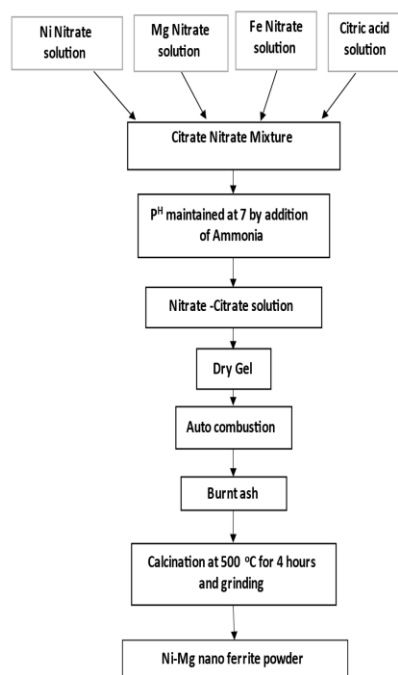 Ni Nitrate
solution
Mg Nitrate
solution
Fe Nitrate
solution
Citric acid
solution
Citrate Nitrate Mixture
Pᴴ maintained at 7 by addition
of Ammonia
Nitrate -Citrate solution
Dry Gel
Auto combustion
Burnt ash
Calcination at 500 ⁰C for 4 hours
and grinding
Ni-Mg nano ferrite powder